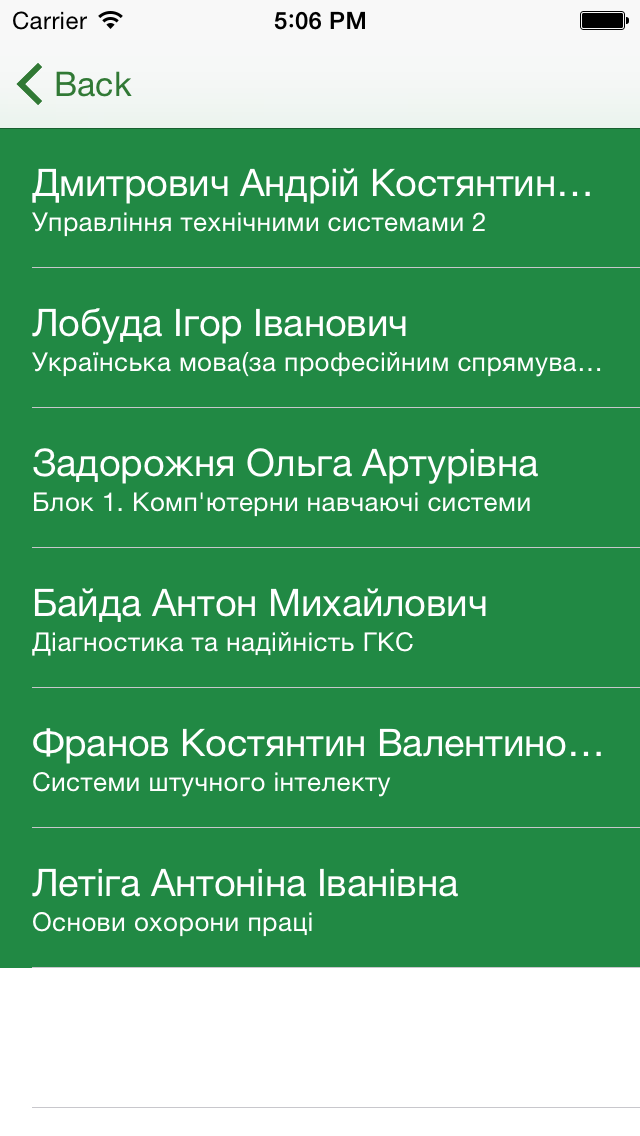 Carrier 5:06 PM
Back
Дмитрович Андрій Костянтин...
Управління технічними системами 2
Лобуда Ігор Іванович
Українська мова(за професійним спрямува...
Задорожня Ольга Артурівна
Блок 1. Комп'ютерни навчаючі системи
Байда Антон Михайлович
Діагностика та надійність ГКС
Франов Костянтин Валентино...
Системи штучного інтелекту
Летіга Антоніна Іванівна
Основи охорони праці